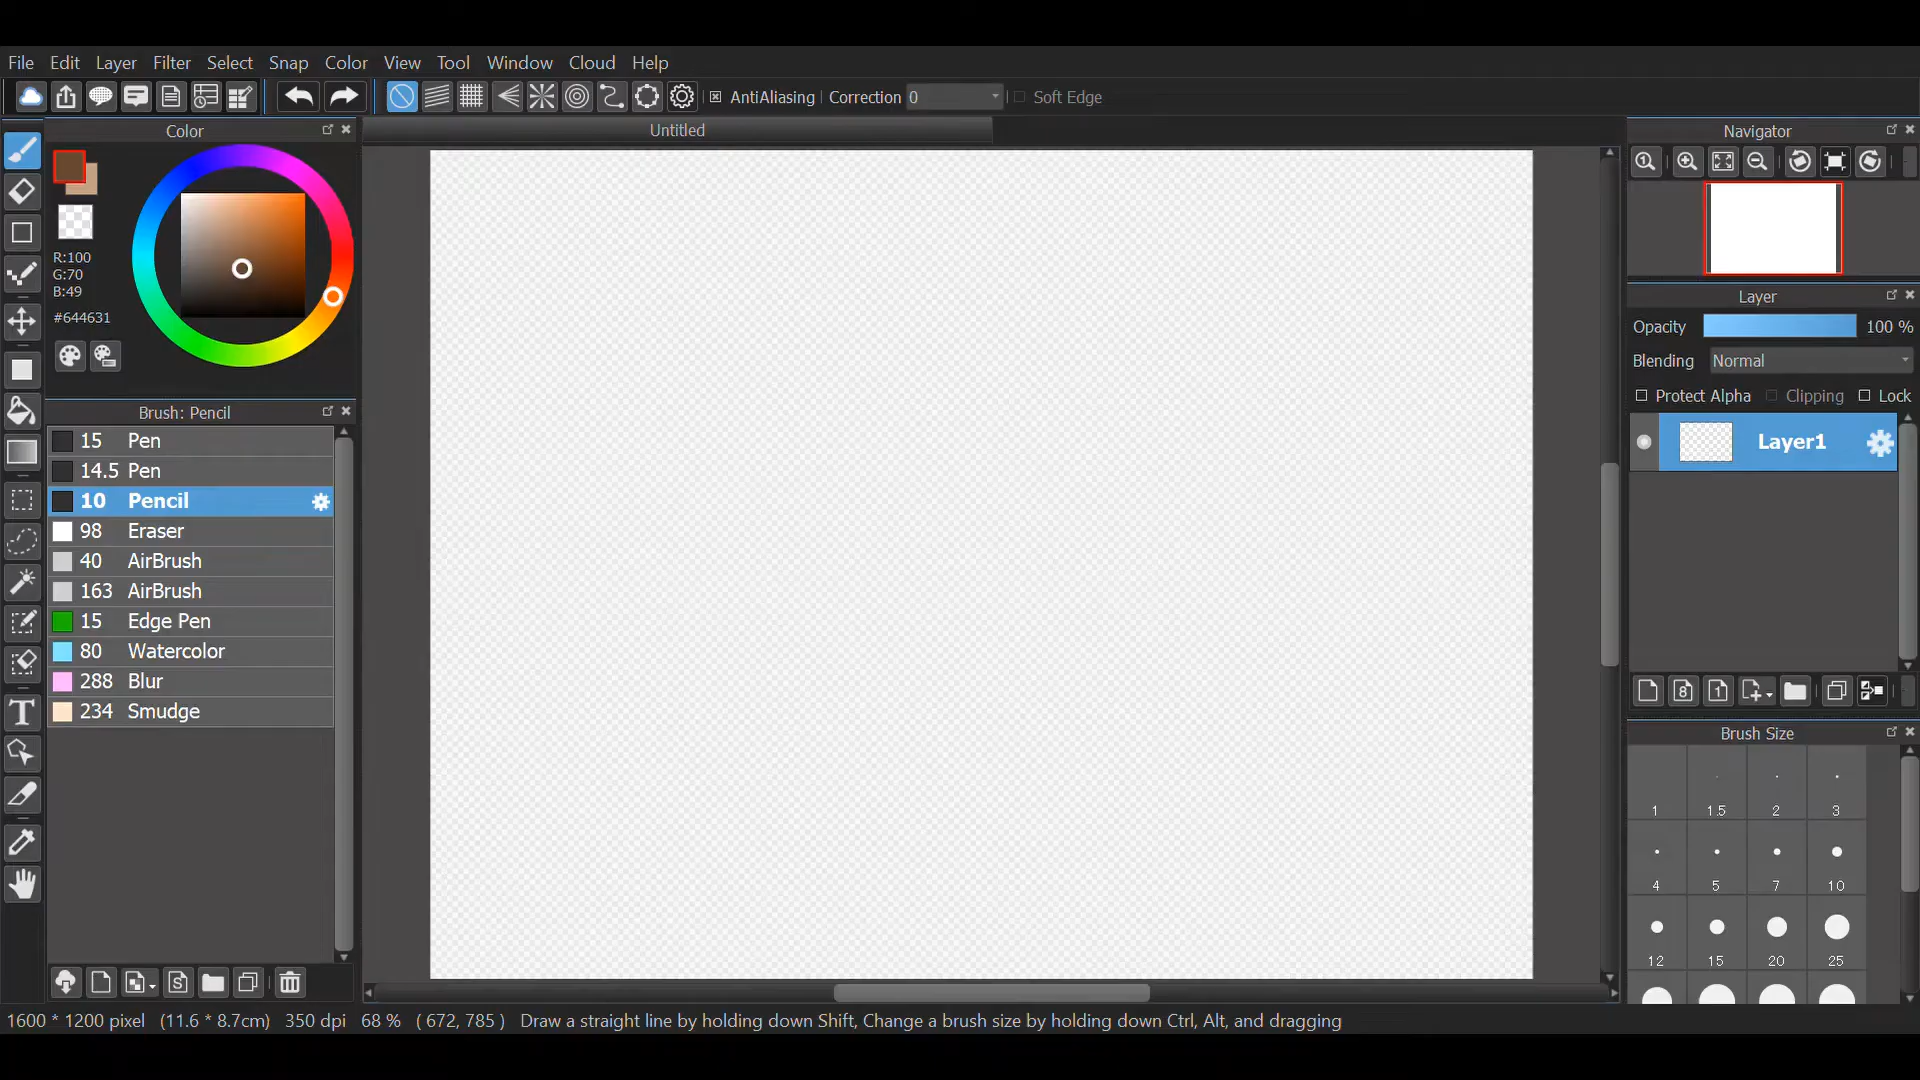 File Edit Layer Filter Select Snap Color View Tool Window Cloud Help
AntiAliasing Correction 0 Soft Edge
Color
R:100
G:70
B:49
#644631
Brush: Pencil
15 Pen
14.5 Pen
10 Pencil
98 Eraser
40 AirBrush
163 AirBrush
15 Edge Pen
80 Watercolor
288 Blur
234 Smudge
Untitled
Navigator
Layer
Opacity 100 %
Blending Normal
Protect Alpha Clipping Lock
Layer1
Brush Size
1 1.5 2 3
4 5 7 10
12 15 20 25
1600 * 1200 pixel (11.6 * 8.7cm) 350 dpi 68 % ( 672, 785 ) Draw a straight line by holding down Shift, Change a brush size by holding down Ctrl, Alt, and dragging